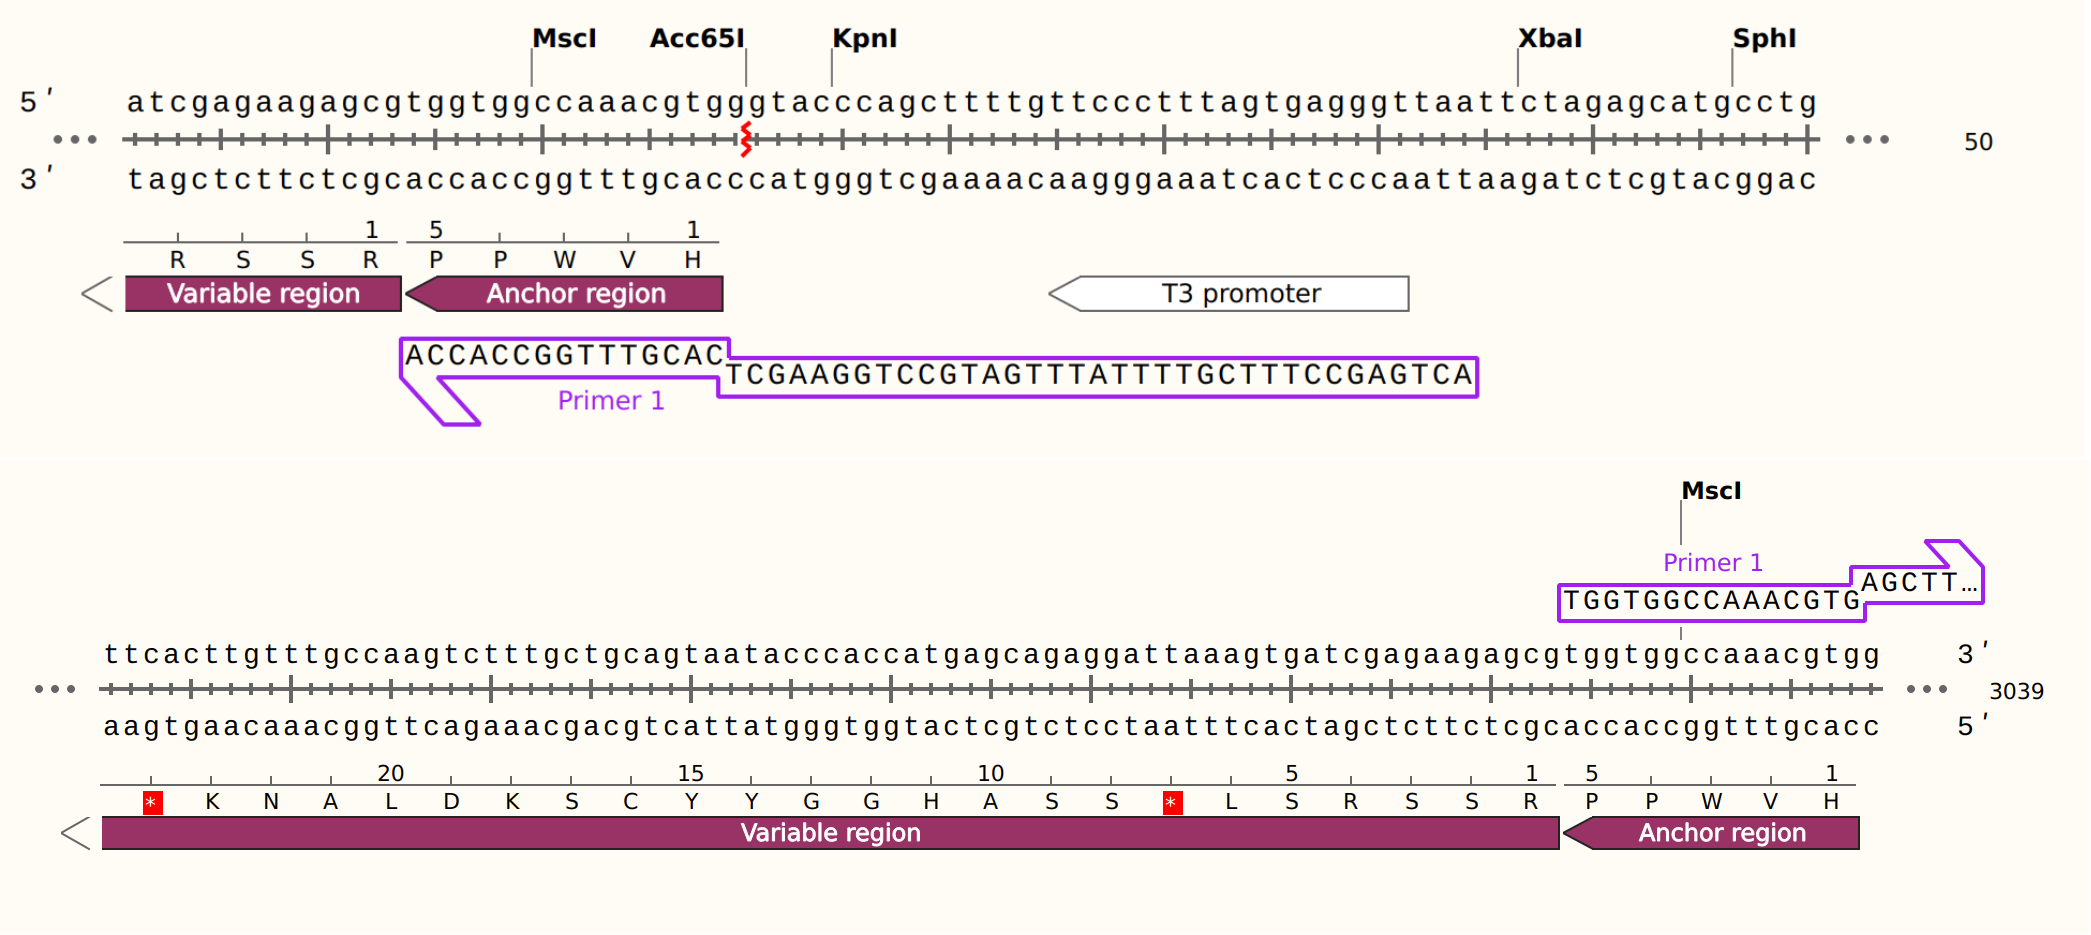 MscI Acc65I KpnI XbaI SphI
5 ′ atcgagaagagcgtggtggccaaacgtgggtacccagcttttgttccctttagtgagggttaattctagagcatgcctg
50
3 ′ tagctcttctcgcaccaccggtttgcacccatgggtcgaaaacaagggaaatcactcccaattaagatctcgtacggac
1 5 1
R S S R P P W V H
Variable region Anchor region T3 promoter
ACCACCGGTTTGCAC
TCGAAGGTCCGTAGTTTATTTTGCTTTCCGAGTCA
Primer 1
MscI
Primer 1
AGCTT...
TGGTGGCCAAACGTG
ttcacttgtttgccaagtctttgctgcagtaatacccaccatgagcagaggattaaagtgatcgagaagagcgtggtggccaaacgtgg 3 ′
3039
aagtgaacaaacggttcagaaacgacgtcattatgggtggtactcgtctcctaatttcactagctcttctcgcaccaccggtttgcacc 5 ′
20 15 10 5 1 5 1
* K N A L D K S C Y Y G G H A S S * L S R S S R P P W V H
Variable region Anchor region